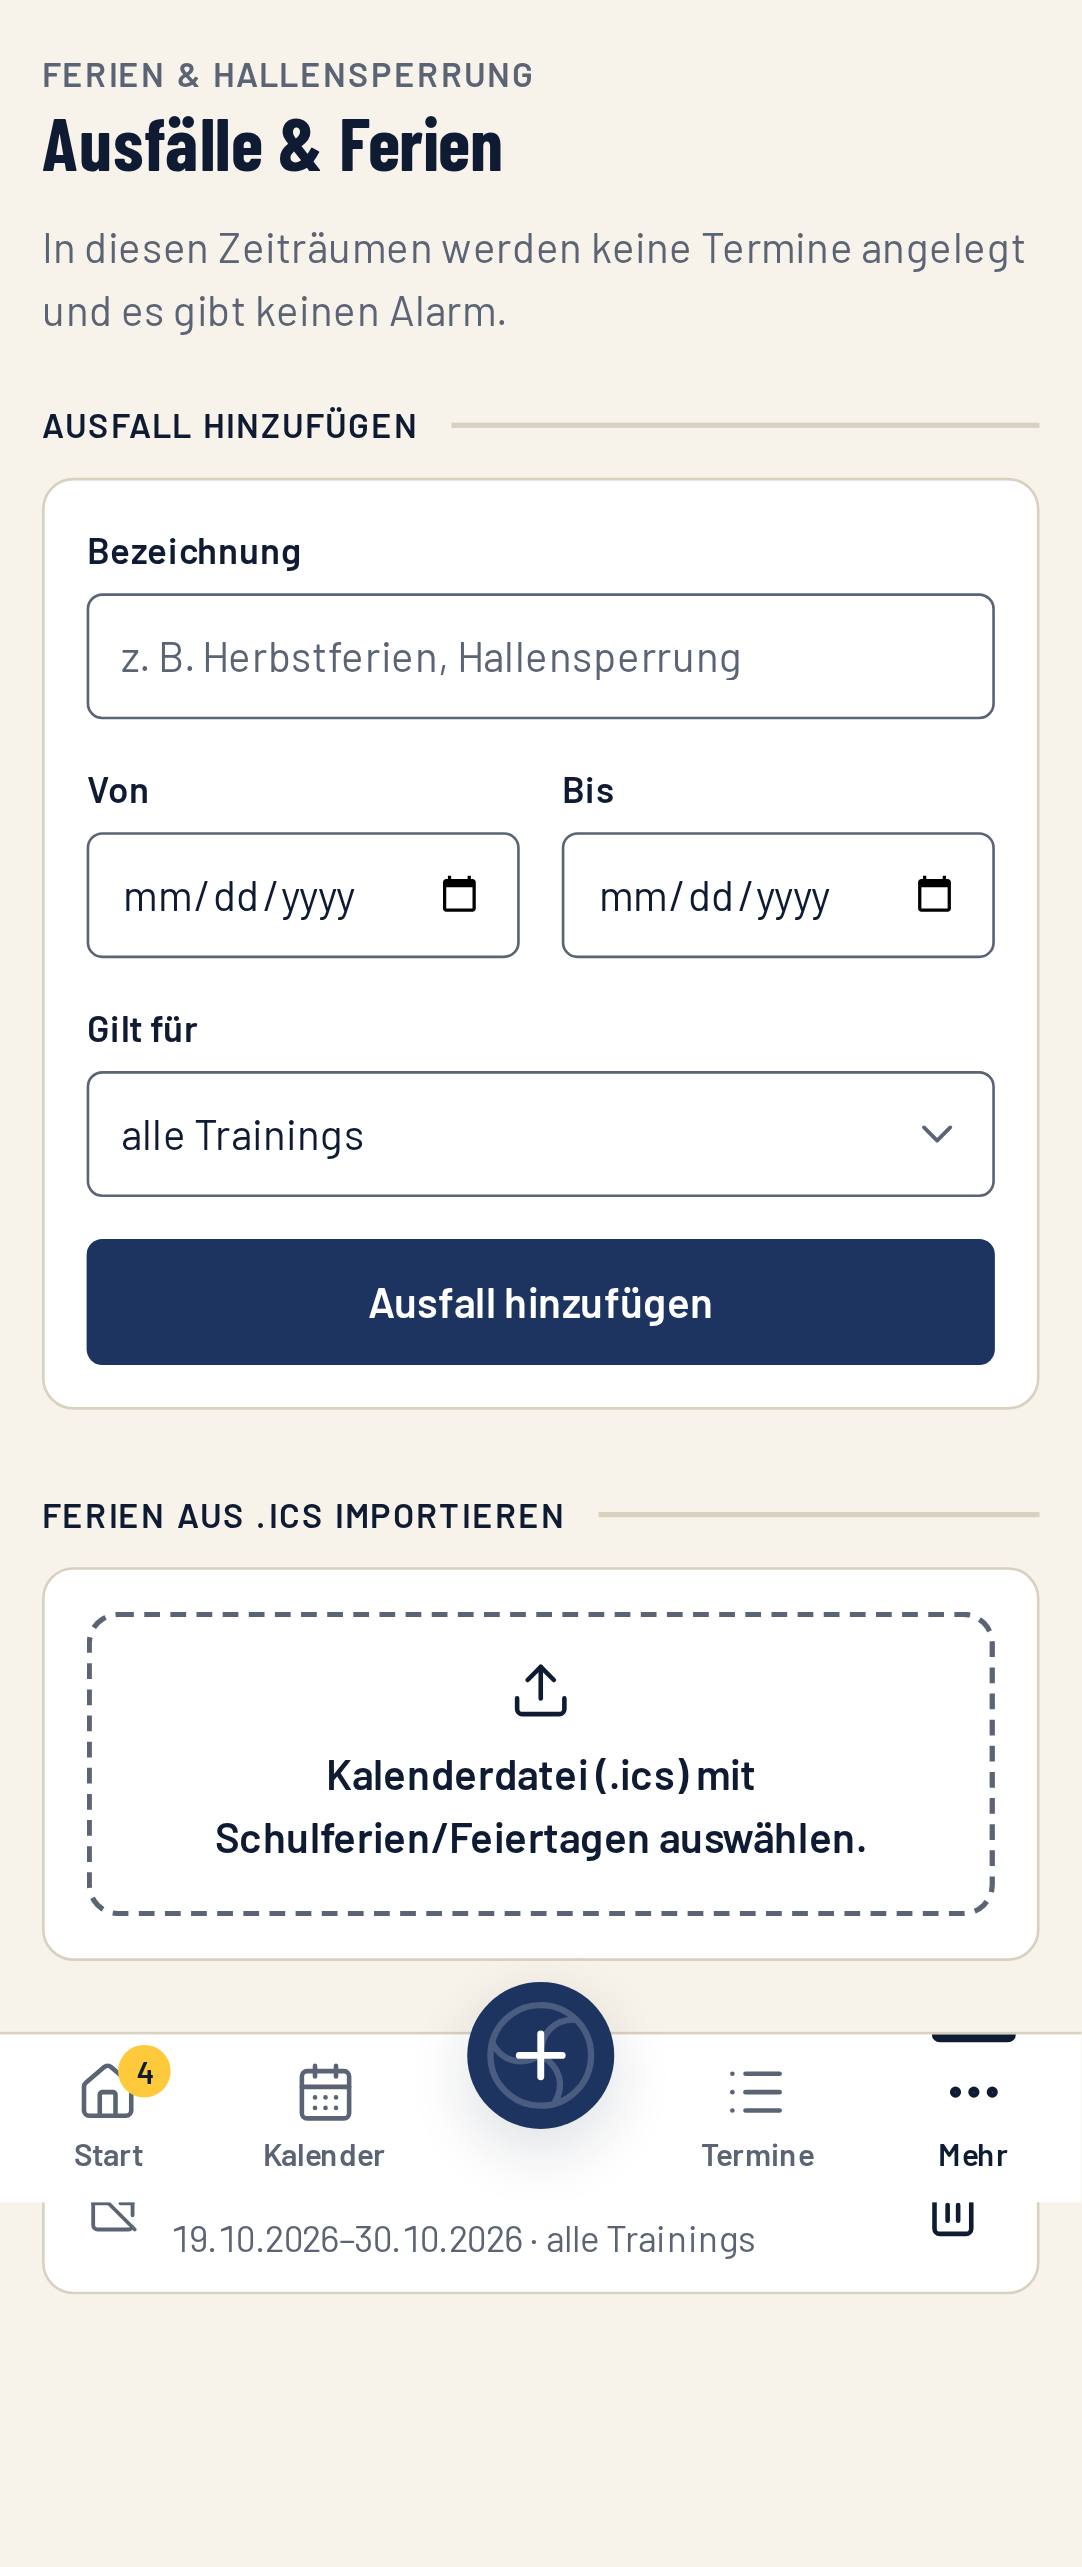 FERIEN & HALLENSPERRUNG
Ausfälle & Ferien
In diesen Zeiträumen werden keine Termine angelegt
und es gibt keinen Alarm.
AUSFALL HINZUFÜGEN
Bezeichnung
z. B. Herbstferien, Hallensperrung
Von
Bis
mm/dd/yyyy
mm/dd/yyyy
Gilt für
alle Trainings
Ausfall hinzufügen
FERIEN AUS .ICS IMPORTIEREN
Kalenderdatei (.ics) mit
Schulferien/Feiertagen auswählen.
4
Start
Kalender
Termine
Mehr
19.10.2026–30.10.2026 · alle Trainings